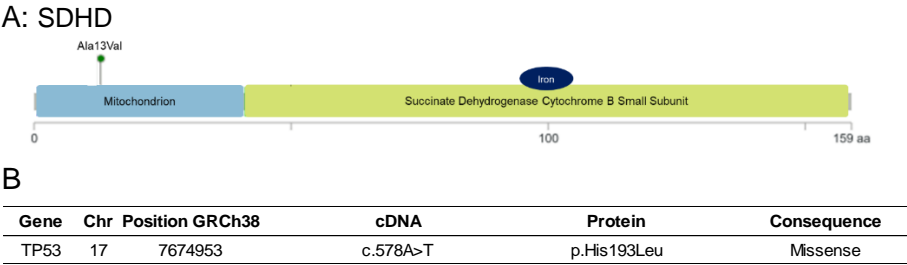 A: SDHD
Ala13Val
Iron
Mitochondrion Succinate Dehydrogenase Cytochrome B Small Subunit
0 100 159 aa
B
Gene Chr Position GRCh38 cDNA Protein Consequence
TP53 17 7674953 c.578A>T p.His193Leu Missense